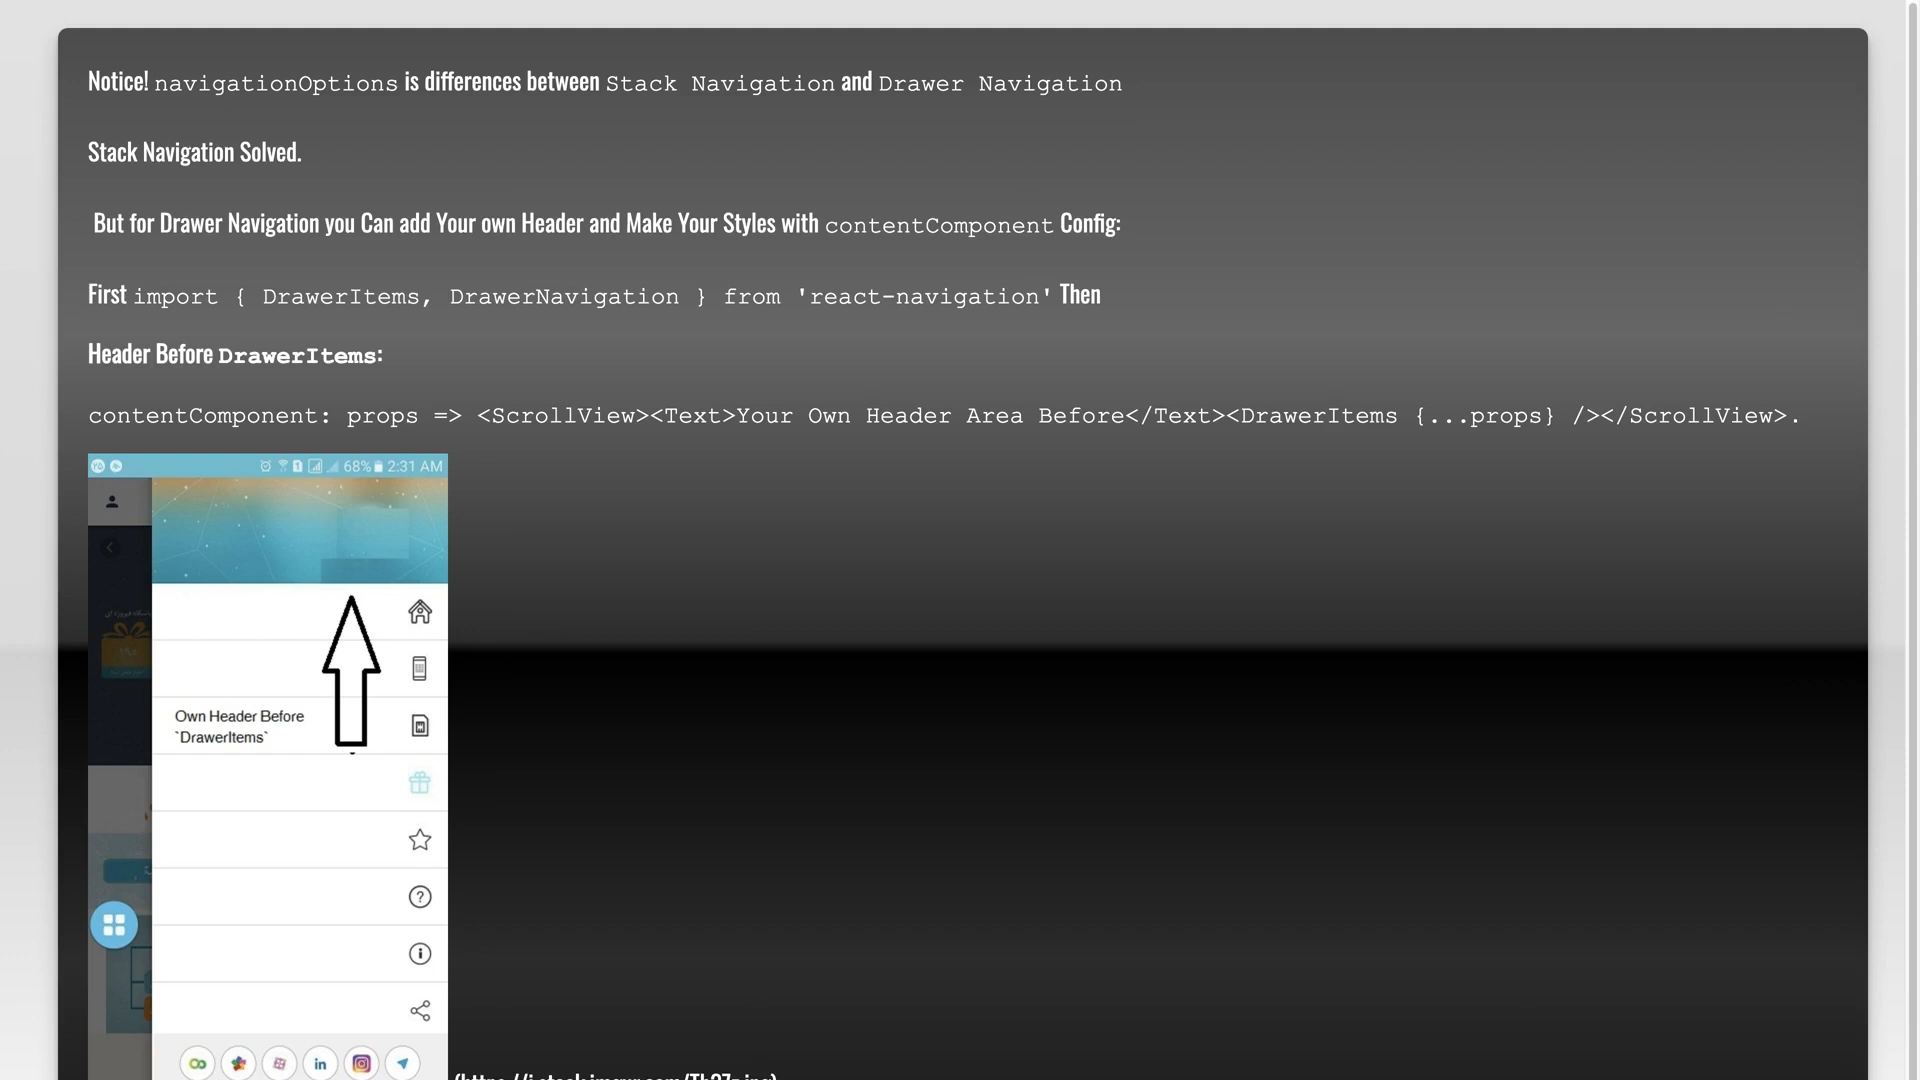 Notice! navigationOptions is differences between Stack Navigation and Drawer Navigation
Stack Navigation Solved.
But for Drawer Navigation you Can add Your own Header and Make Your Styles with contentComponent Config:
First import { DrawerItems, DrawerNavigation } from 'react-navigation' Then
Header Before DrawerItems:
contentComponent: props => <ScrollView><Text>Your Own Header Area Before</Text><DrawerItems {...props} /></ScrollView>.
68% 2:31 AM
Own Header Before
`DrawerItems`
in